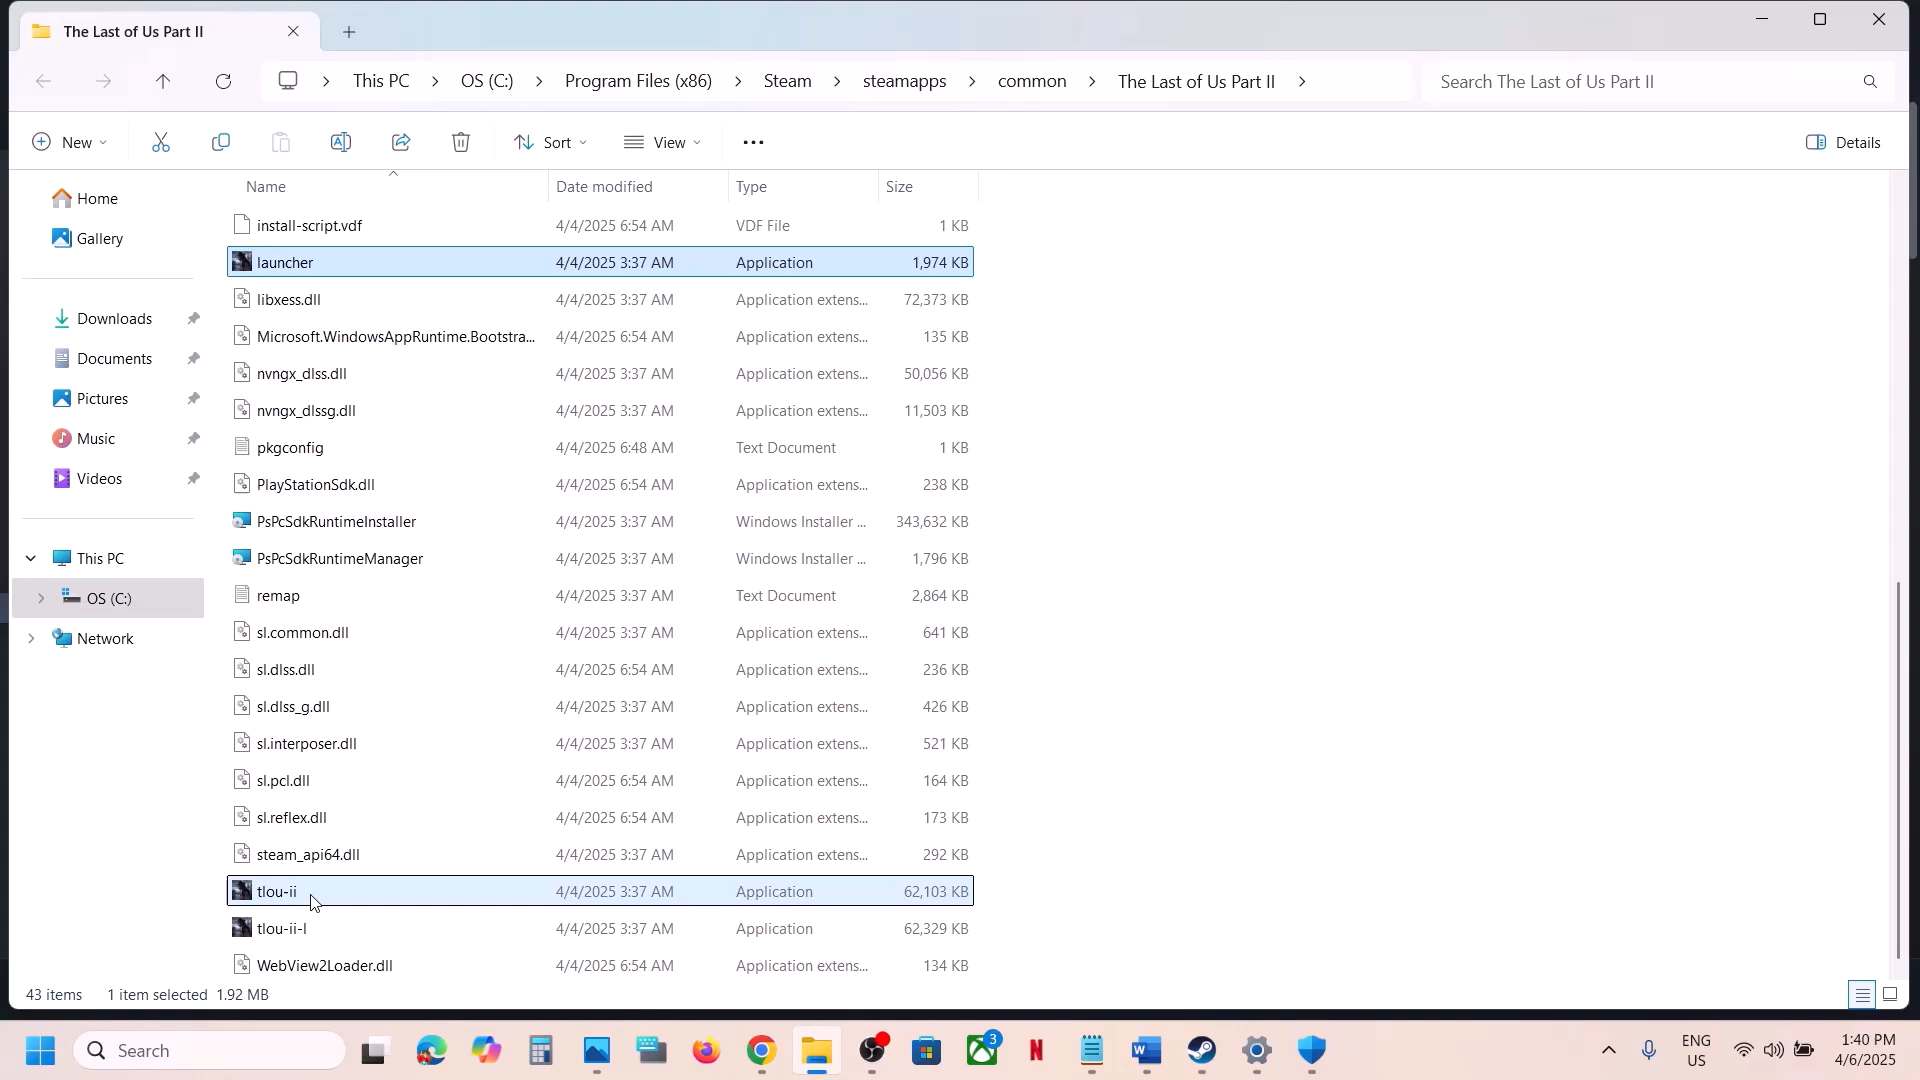 The Last of Us Part II
This PC > OS (C:) > Program Files (x86) > Steam > steamapps > common > The Last of Us Part II >
Search The Last of Us Part II
New
Sort
View
Details
Name Date modified Type Size
Home
Gallery
Downloads
Documents
Pictures
Music
Videos
This PC
OS (C:)
Network
install-script.vdf 4/4/2025 6:54 AM VDF File 1 KB
launcher 4/4/2025 3:37 AM Application 1,974 KB
libxess.dll 4/4/2025 3:37 AM Application extens... 72,373 KB
Microsoft.WindowsAppRuntime.Bootstra... 4/4/2025 6:54 AM Application extens... 135 KB
nvngx_dlss.dll 4/4/2025 3:37 AM Application extens... 50,056 KB
nvngx_dlssg.dll 4/4/2025 3:37 AM Application extens... 11,503 KB
pkgconfig 4/4/2025 6:48 AM Text Document 1 KB
PlayStationSdk.dll 4/4/2025 6:54 AM Application extens... 238 KB
PsPcSdkRuntimeInstaller 4/4/2025 3:37 AM Windows Installer ... 343,632 KB
PsPcSdkRuntimeManager 4/4/2025 3:37 AM Windows Installer ... 1,796 KB
remap 4/4/2025 3:37 AM Text Document 2,864 KB
sl.common.dll 4/4/2025 3:37 AM Application extens... 641 KB
sl.dlss.dll 4/4/2025 6:54 AM Application extens... 236 KB
sl.dlss_g.dll 4/4/2025 3:37 AM Application extens... 426 KB
sl.interposer.dll 4/4/2025 3:37 AM Application extens... 521 KB
sl.pcl.dll 4/4/2025 6:54 AM Application extens... 164 KB
sl.reflex.dll 4/4/2025 6:54 AM Application extens... 173 KB
steam_api64.dll 4/4/2025 3:37 AM Application extens... 292 KB
tlou-ii 4/4/2025 3:37 AM Application 62,103 KB
tlou-ii-l 4/4/2025 3:37 AM Application 62,329 KB
WebView2Loader.dll 4/4/2025 6:54 AM Application extens... 134 KB
43 items 1 item selected 1.92 MB
Search
3
ENG
US
1:40 PM
4/6/2025